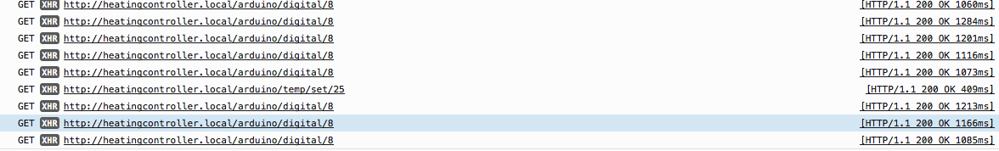 GET XHR http://heatingcontroller.local/arduino/digital/8 [HTTP/1.1 200 OK 1060ms]
GET XHR http://heatingcontroller.local/arduino/digital/8 [HTTP/1.1 200 OK 1284ms]
GET XHR http://heatingcontroller.local/arduino/digital/8 [HTTP/1.1 200 OK 1201ms]
GET XHR http://heatingcontroller.local/arduino/digital/8 [HTTP/1.1 200 OK 1116ms]
GET XHR http://heatingcontroller.local/arduino/digital/8 [HTTP/1.1 200 OK 1073ms]
GET XHR http://heatingcontroller.local/arduino/temp/set/25 [HTTP/1.1 200 OK 409ms]
GET XHR http://heatingcontroller.local/arduino/digital/8 [HTTP/1.1 200 OK 1213ms]
GET XHR http://heatingcontroller.local/arduino/digital/8 [HTTP/1.1 200 OK 1166ms]
GET XHR http://heatingcontroller.local/arduino/digital/8 [HTTP/1.1 200 OK 1085ms]